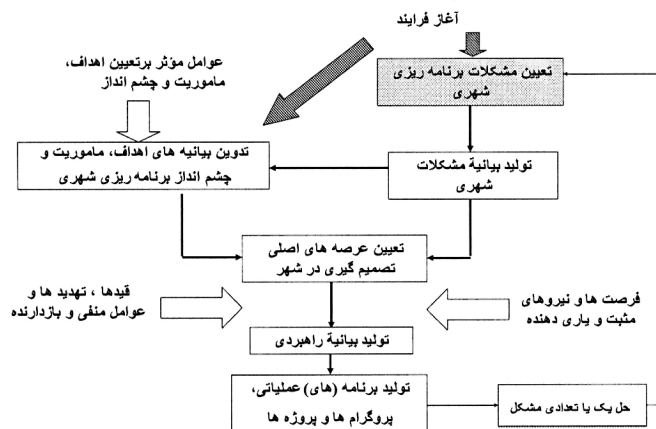 آغاز فرایند
عوامل مؤثر برتعیین اهداف،
ماموریت و چشم انداز
تعیین مشکلات برنامه ریزی
شهری
تدوین بیانیه های اهداف، ماموریت و
چشم انداز برنامه ریزی شهری
تولید بیانیهٔ مشکلات
شهری
تعیین عرصه های اصلی
تصمیم گیری در شهر
قیدها ، تهدید ها و
عوامل منفی و بازدارنده
فرصت ها و نیروهای
مثبت و یاری دهنده
تولید بیانیهٔ راهبردی
تولید برنامه (های) عملیاتی،
پروگرام ها و پروژه ها
حل یک یا تعدادی مشکل